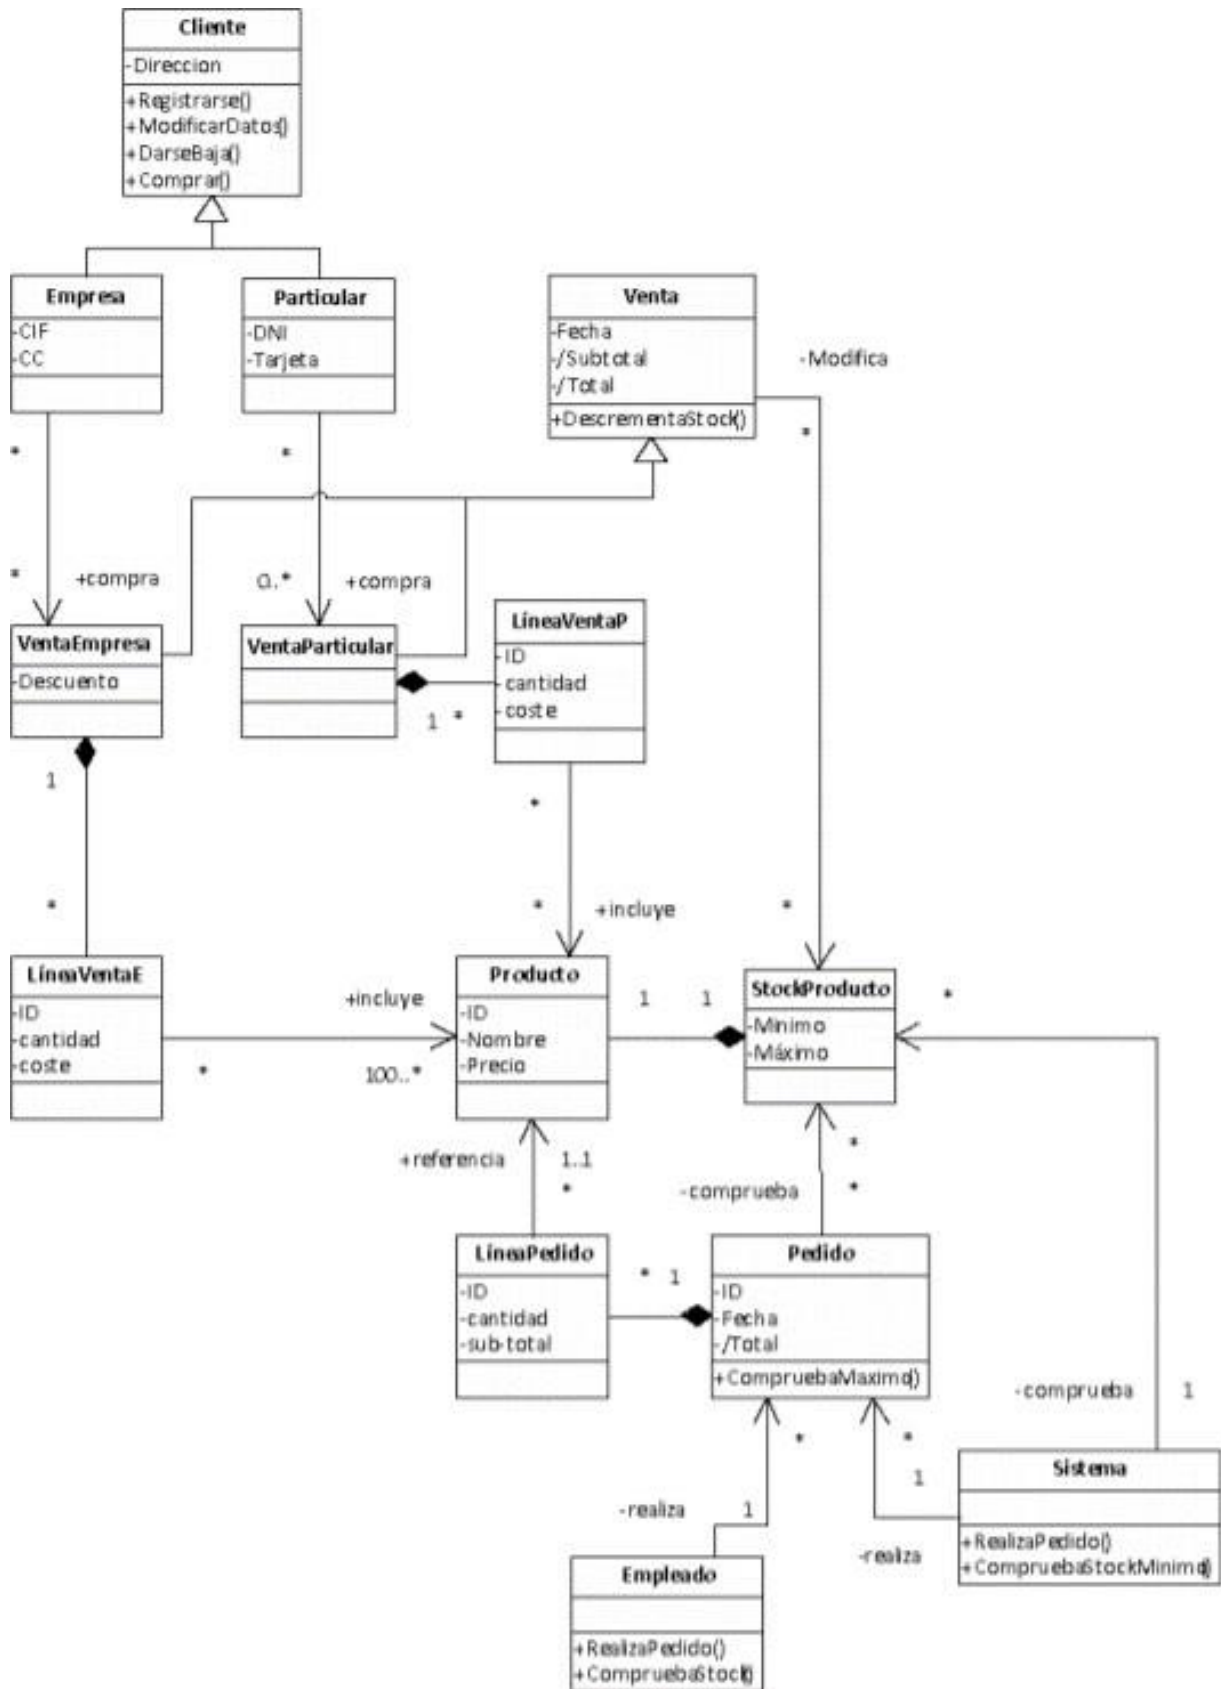 Cliente
-Direccion
+Registrarse()
+ModificarDatos()
+DarseBaja()
+Comprar()
Empresa
-CIF
-CC
Particular
-DNI
-Tarjeta
Venta
-Fecha
-/Subtotal
-/Total
+DescrementaStock()
-Modifica
*
*
*
*
+compra
0..*
+compra
VentaEmpresa
-Descuento
VentaParticular
LíneaVentaP
-ID
-cantidad
-coste
1
*
1
*
*
*
+incluye
*
LíneaVentaE
-ID
-cantidad
-coste
+incluye
*
100..*
Producto
-ID
-Nombre
-Precio
1
1
StockProducto
-Mínimo
-Máximo
*
+referencia
1..1
*
-comprueba
*
*
LíneaPedido
-ID
-cantidad
-sub-total
*
1
Pedido
-ID
-Fecha
-/Total
+CompruebaMaximo()
-comprueba
1
*
*
1
-realiza
1
-realiza
Sistema
+RealizaPedido()
+CompruebaStockMinimo()
Empleado
+RealizaPedido()
+CompruebaStock()